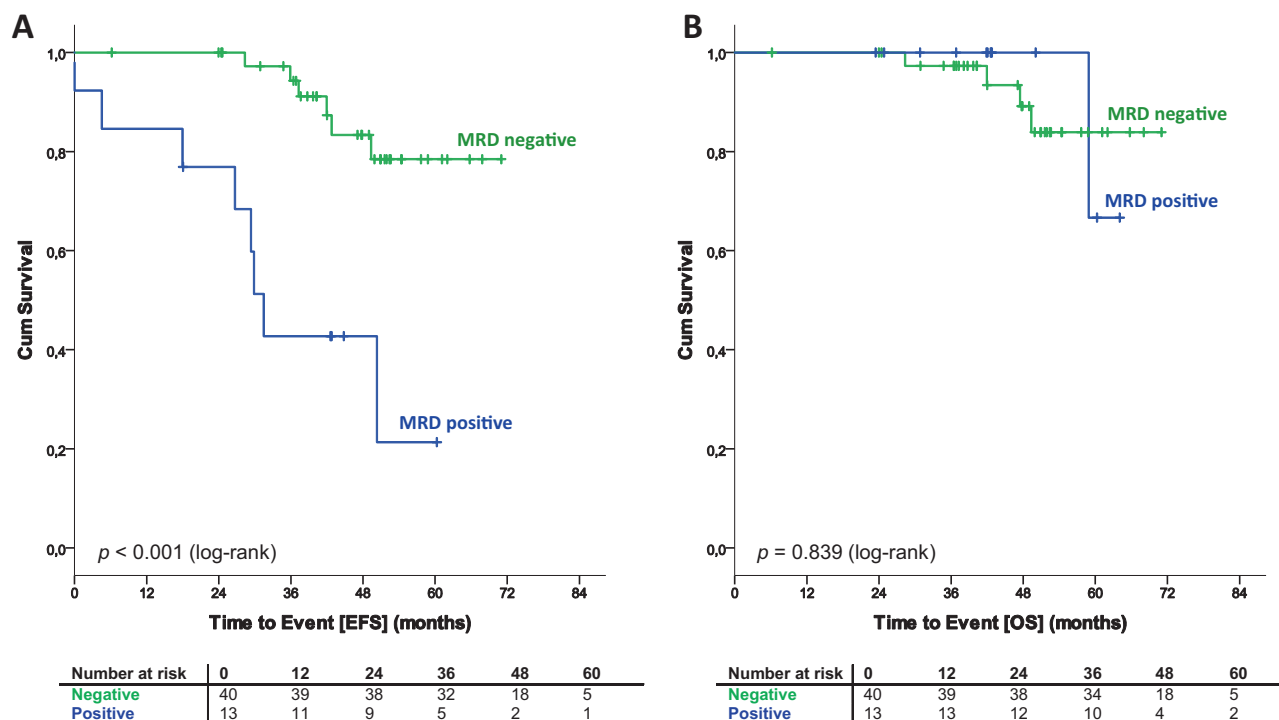 A
1,0
0,8
0,6
0,4
0,2
0,0
Cum Survival
MRD negative
MRD positive
p < 0.001 (log-rank)
0 12 24 36 48 60 72 84
Time to Event [EFS] (months)
Number at risk 0 12 24 36 48 60
Negative 40 39 38 32 18 5
Positive 13 11 9 5 2 1
B
1,0
0,8
0,6
0,4
0,2
0,0
Cum Survival
MRD negative
MRD positive
p = 0.839 (log-rank)
0 12 24 36 48 60 72 84
Time to Event [OS] (months)
Number at risk 0 12 24 36 48 60
Negative 40 39 38 34 18 5
Positive 13 13 12 10 4 2